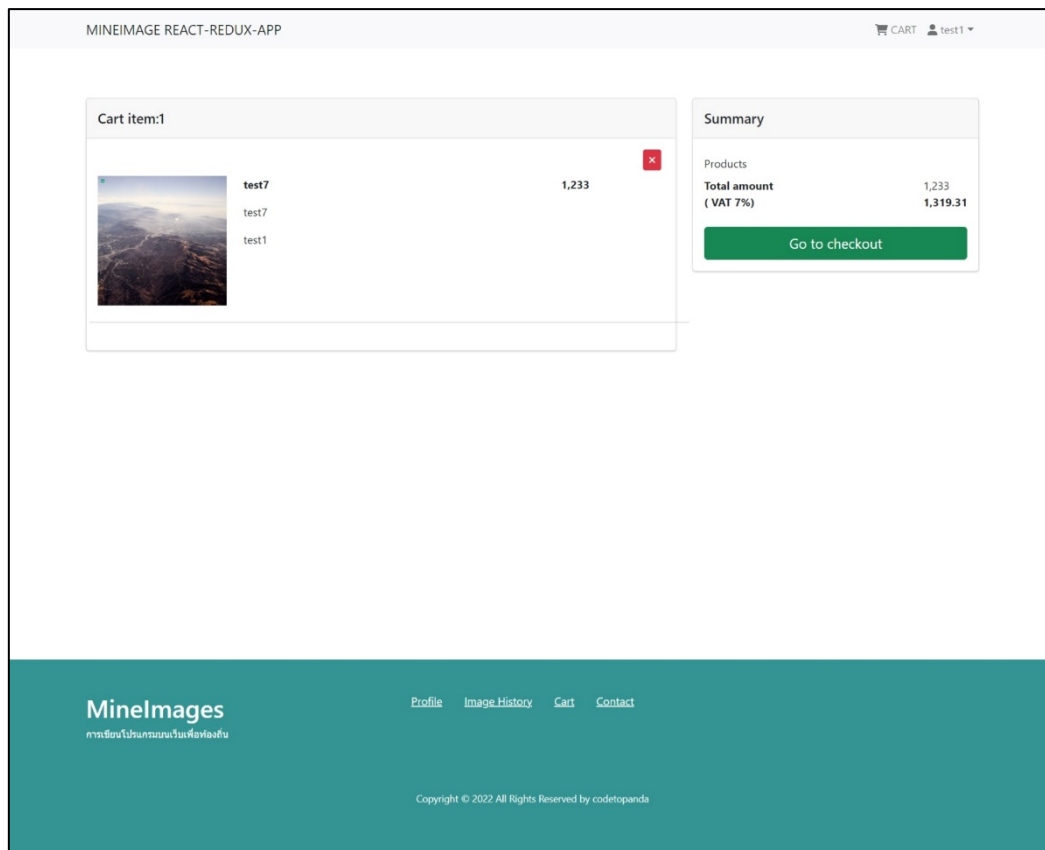 MINEIMAGE REACT-REDUX-APP
CART test1
Cart item:1
test7 1,233
test7
test1
Summary
Products
Total amount 1,233
( VAT 7%) 1,319.31
Go to checkout
MineImages
การเขียนโปรแกรมบนเว็บเพื่อท้องถิ่น
Profile Image History Cart Contact
Copyright © 2022 All Rights Reserved by codetopanda